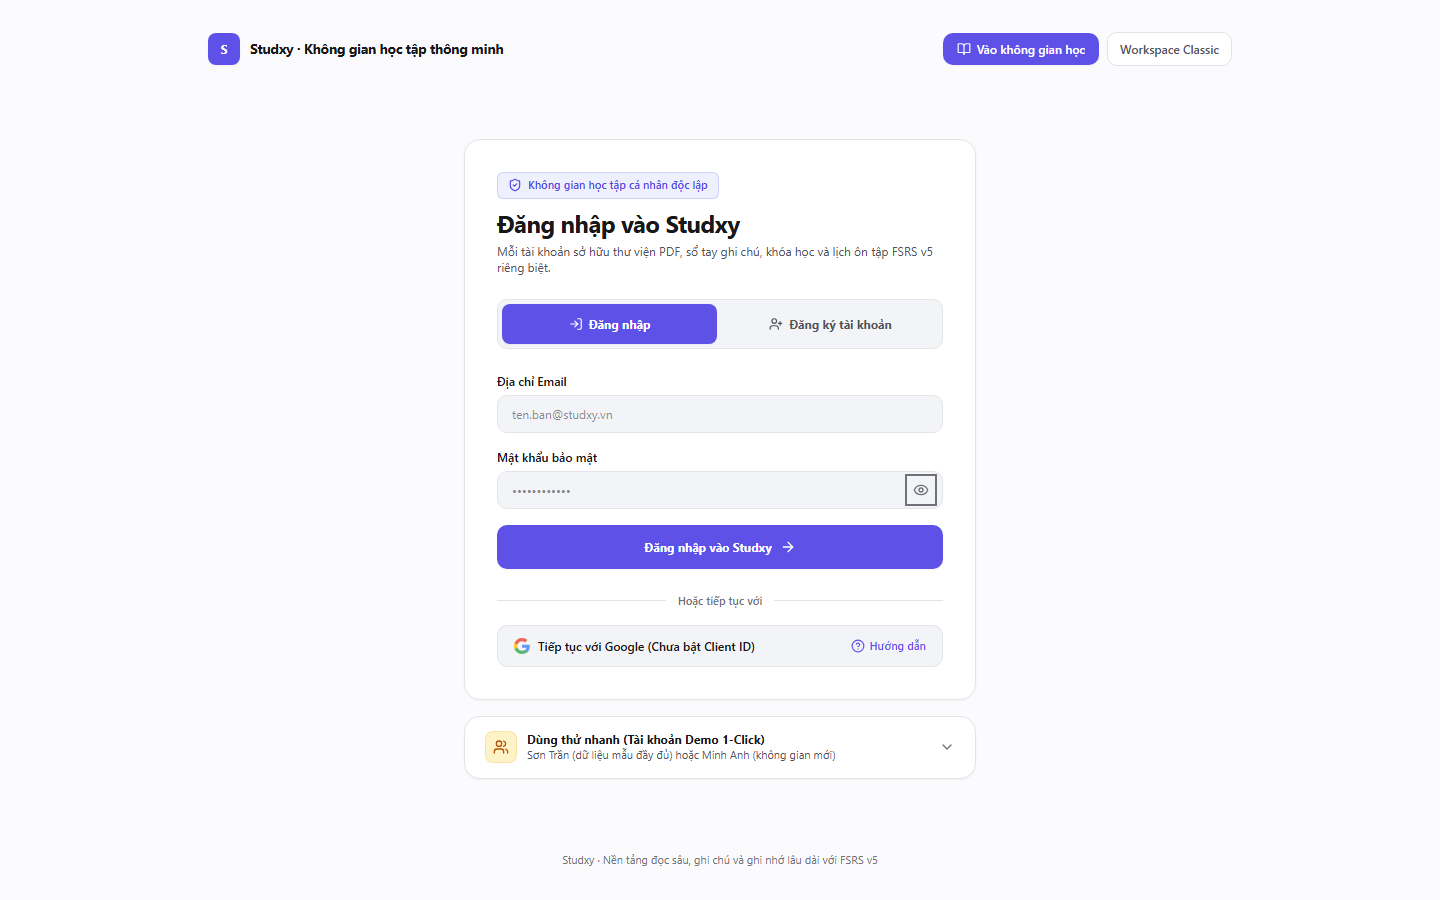 S
Studxy · Không gian học tập thông minh
Vào không gian học
Workspace Classic
Không gian học tập cá nhân độc lập
Đăng nhập vào Studxy
Mỗi tài khoản sở hữu thư viện PDF, sổ tay ghi chú, khóa học và lịch ôn tập FSRS v5
riêng biệt.
Đăng nhập
Đăng ký tài khoản
Địa chỉ Email
ten.ban@studxy.vn
Mật khẩu bảo mật
••••••••••••
Đăng nhập vào Studxy
Hoặc tiếp tục với
Tiếp tục với Google (Chưa bật Client ID)
Hướng dẫn
Dùng thử nhanh (Tài khoản Demo 1-Click)
Sơn Trần (dữ liệu mẫu đầy đủ) hoặc Minh Anh (không gian mới)
Studxy · Nền tảng đọc sâu, ghi chú và ghi nhớ lâu dài với FSRS v5